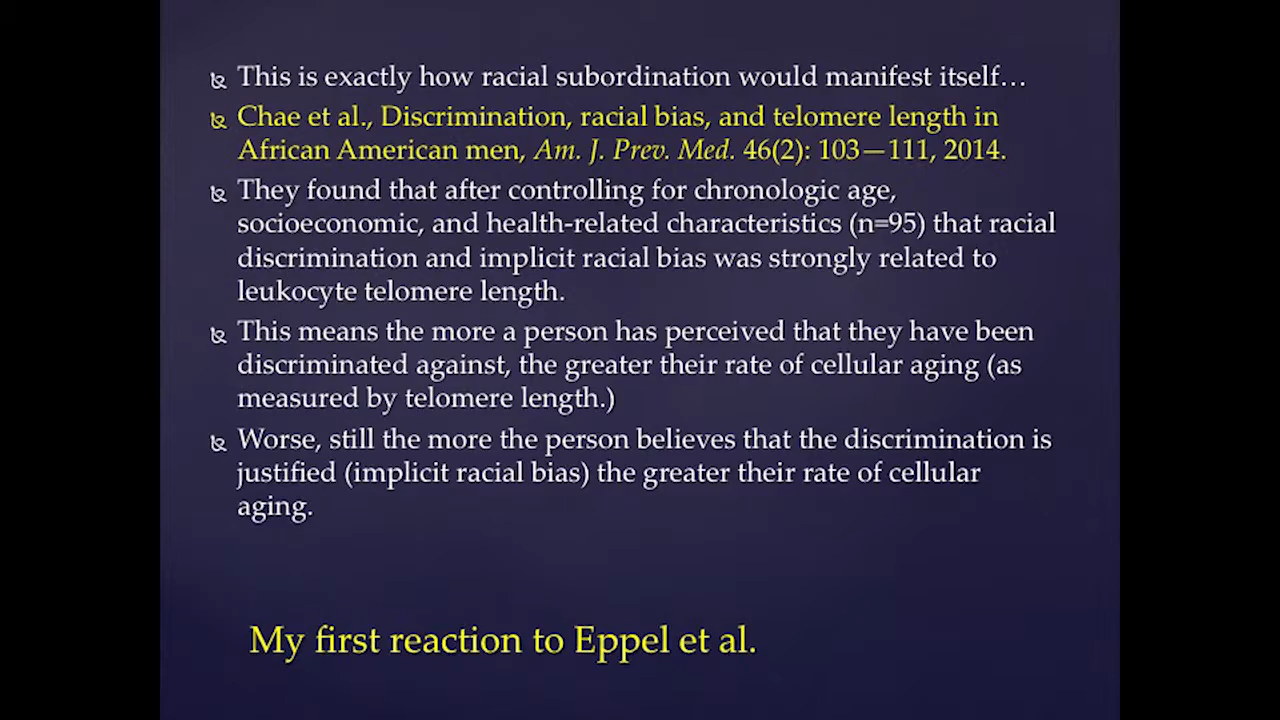 This is exactly how racial subordination would manifest itself…
Chae et al., Discrimination, racial bias, and telomere length in
African American men, Am. J. Prev. Med. 46(2): 103—111, 2014.
They found that after controlling for chronologic age,
socioeconomic, and health-related characteristics (n=95) that racial
discrimination and implicit racial bias was strongly related to
leukocyte telomere length.
This means the more a person has perceived that they have been
discriminated against, the greater their rate of cellular aging (as
measured by telomere length.)
Worse, still the more the person believes that the discrimination is
justified (implicit racial bias) the greater their rate of cellular
aging.
My first reaction to Eppel et al.